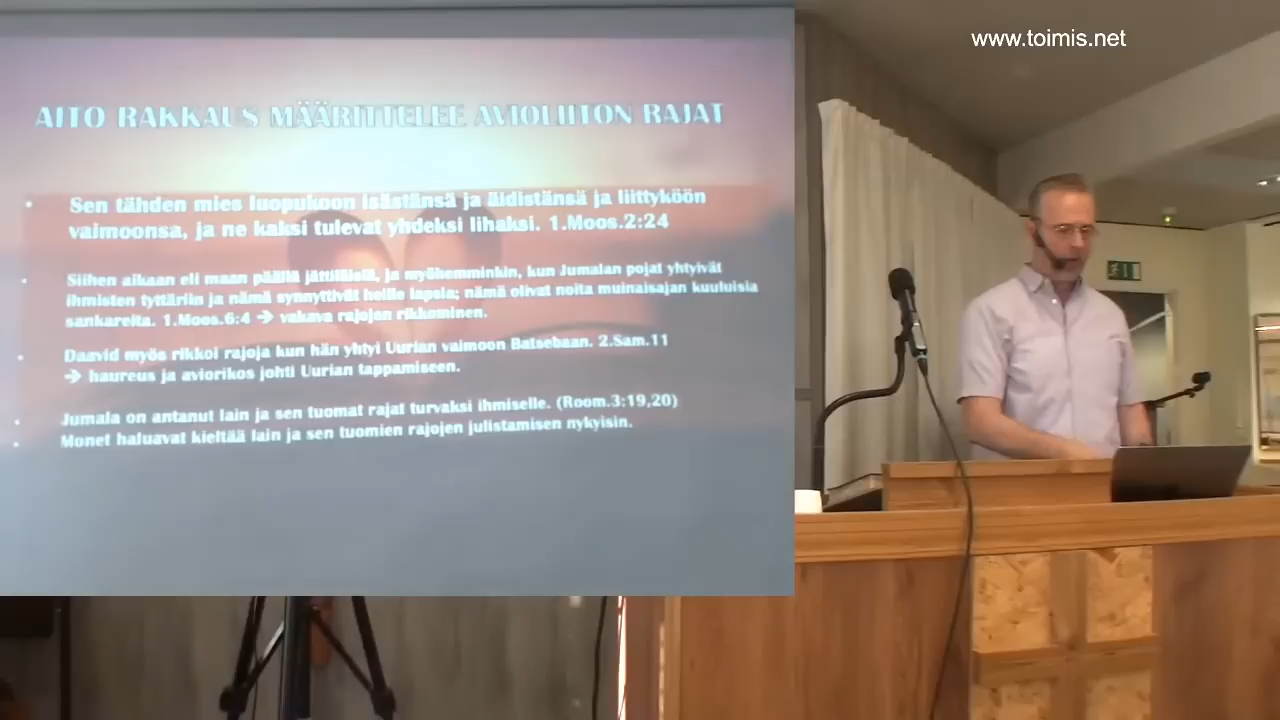 www.toimis.net
AITO RAKKAUS MÄÄRITTELEE AVIOLIITON RAJAT
• Sen tähden mies luopukoon isästänsä ja äidistänsä ja liittyköön
vaimoonsa, ja ne kaksi tulevat yhdeksi lihaksi. 1.Moos.2:24
• Siihen aikaan eli maan päällä jättiläisiä, ja myöhemminkin, kun Jumalan pojat yhtyivät
ihmisten tyttäriin ja nämä synnyttivät heille lapsia; nämä olivat noita muinaisajan kuuluisia
sankareita. 1.Moos.6:4 → vakava rajojen rikkominen.
• Daavid myös rikkoi rajoja kun hän yhtyi Uurian vaimoon Batsebaan. 2.Sam.11
→ haureus ja aviorikos johti Uurian tappamiseen.
• Jumala on antanut lain ja sen tuomat rajat turvaksi ihmiselle. (Room.3:19,20)
• Monet haluavat kieltää lain ja sen tuomien rajojen julistamisen nykyisin.